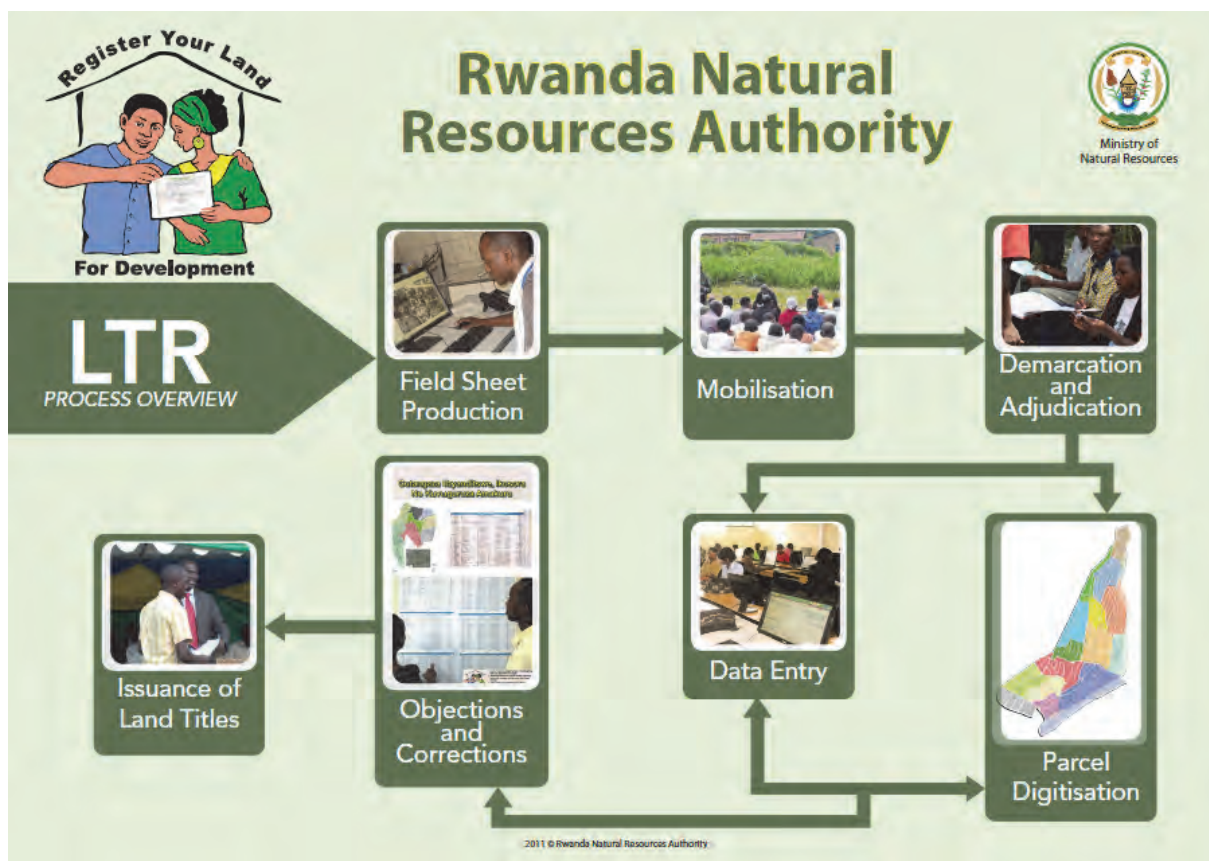 Register Your Land
For Development
Rwanda Natural
Resources Authority
Ministry of
Natural Resources
LTR
PROCESS OVERVIEW
Field Sheet
Production
Mobilisation
Demarcation
and
Adjudication
Data Entry
Parcel
Digitisation
Objections
and
Corrections
Issuance of
Land Titles
2011 © Rwanda Natural Resources Authority